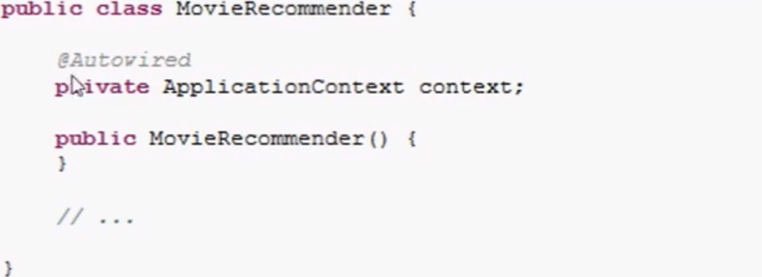 public class MovieRecommender {
@Autowired
private ApplicationContext context;
public MovieRecommender() {
}
// ...
}